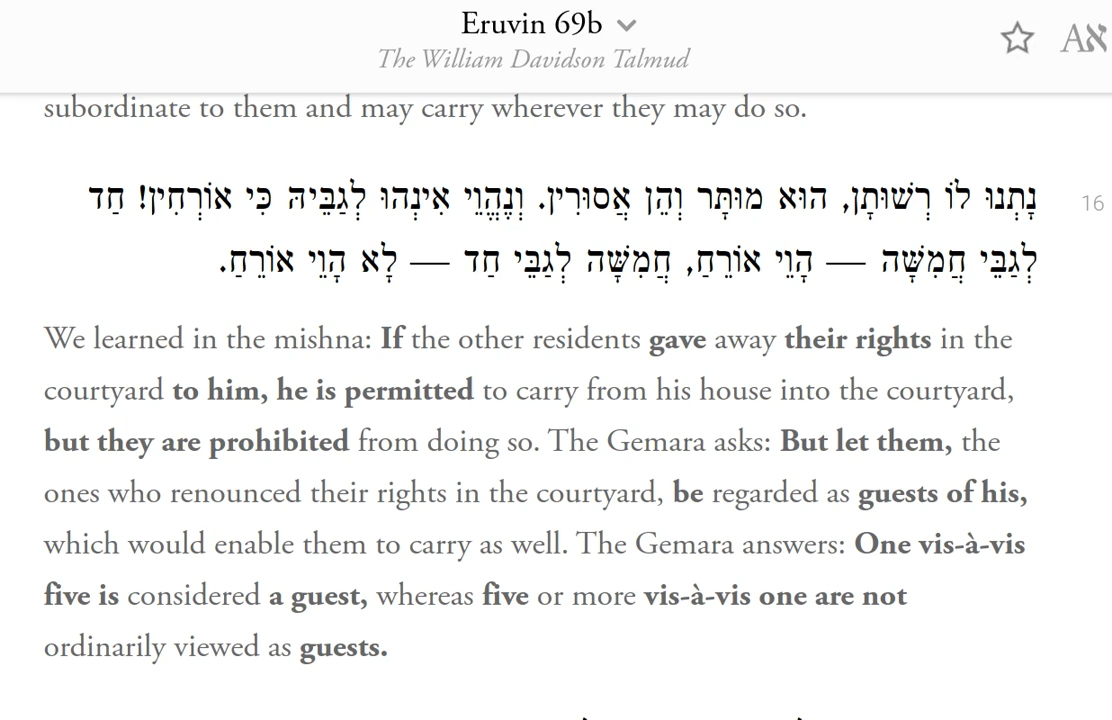 Eruvin 69b
The William Davidson Talmud
Aא
subordinate to them and may carry wherever they may do so.
נָתְנוּ לוֹ רְשׁוּתָן, הוּא מוּתָּר וְהֵן אֲסוּרִין. וְנֶהֱוֵי אִינְהוּ לְגַבֵּיהּ כִּי אוֹרְחִין! חַד
16
לְגַבֵּי חֲמִשָּׁה — הָוֵי אוֹרֵחַ, חֲמִשָּׁה לְגַבֵּי חַד — לָא הָוֵי אוֹרֵחַ.
We learned in the mishna: If the other residents gave away their rights in the
courtyard to him, he is permitted to carry from his house into the courtyard,
but they are prohibited from doing so. The Gemara asks: But let them, the
ones who renounced their rights in the courtyard, be regarded as guests of his,
which would enable them to carry as well. The Gemara answers: One vis-à-vis
five is considered a guest, whereas five or more vis-à-vis one are not
ordinarily viewed as guests.